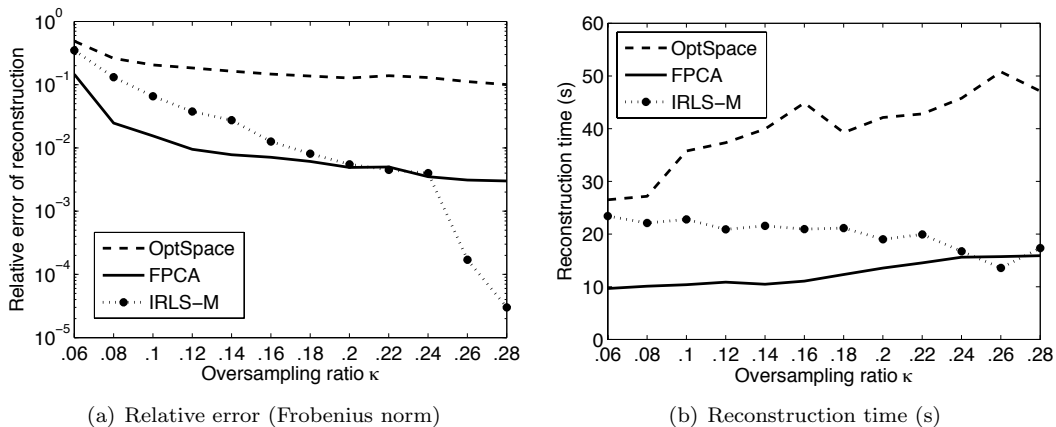 10^0
10^-1
10^-2
10^-3
10^-4
10^-5
Relative error of reconstruction
OptSpace
FPCA
IRLS-M
.06 .08 .1 .12 .14 .16 .18 .2 .22 .24 .26 .28
Oversampling ratio κ
(a) Relative error (Frobenius norm)
60
50
40
30
20
10
0
Reconstruction time (s)
OptSpace
FPCA
IRLS-M
.06 .08 .1 .12 .14 .16 .18 .2 .22 .24 .26 .28
Oversampling ratio κ
(b) Reconstruction time (s)